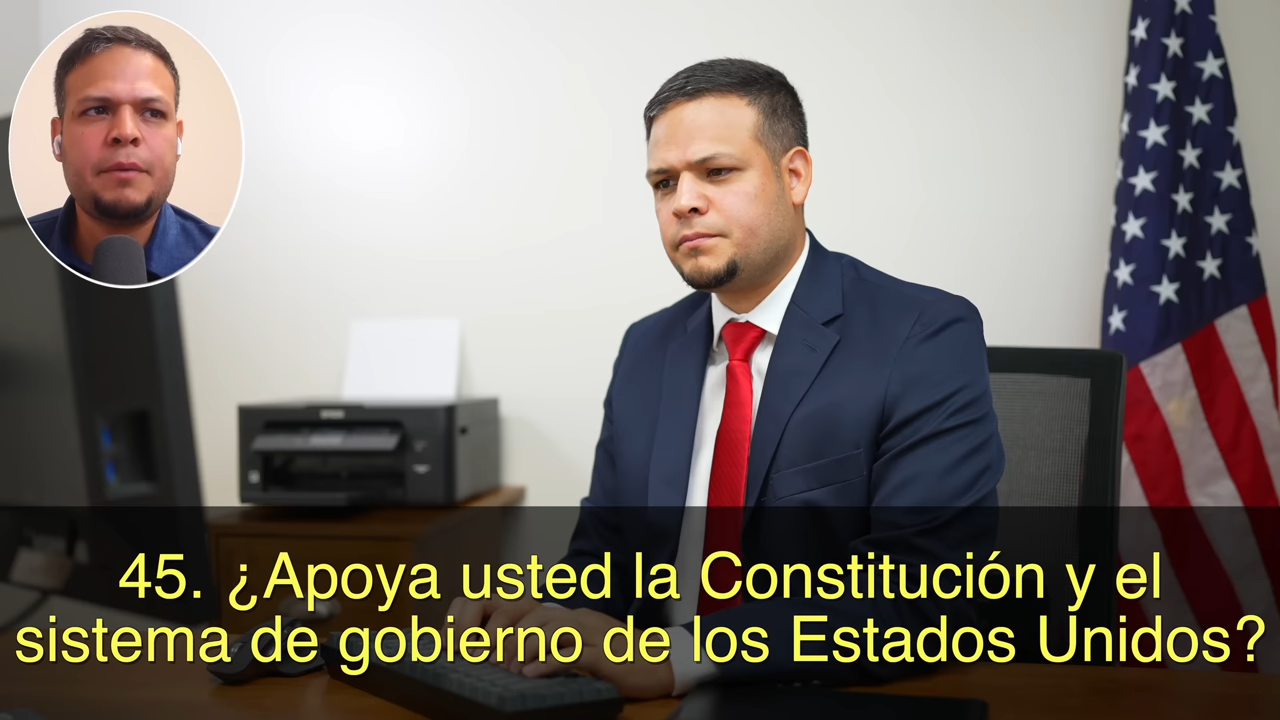 45. ¿Apoya usted la Constitución y el
sistema de gobierno de los Estados Unidos?